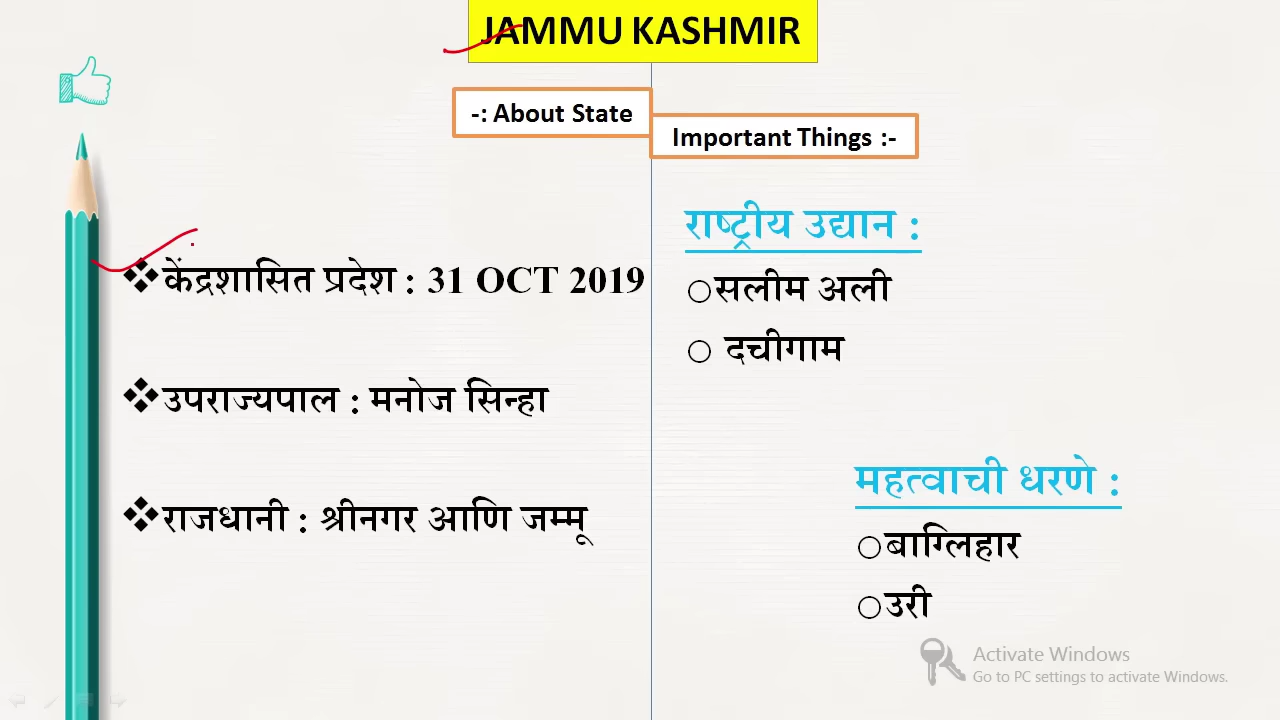 JAMMU KASHMIR
-: About State
Important Things :-
❖केंद्रशासित प्रदेश : 31 OCT 2019
❖उपराज्यपाल : मनोज सिन्हा
❖राजधानी : श्रीनगर आणि जम्मू
राष्ट्रीय उद्यान :
○सलीम अली
○ दचीगाम
महत्वाची धरणे :
○बाग्लिहार
○उरी
Activate Windows
Go to PC settings to activate Windows.